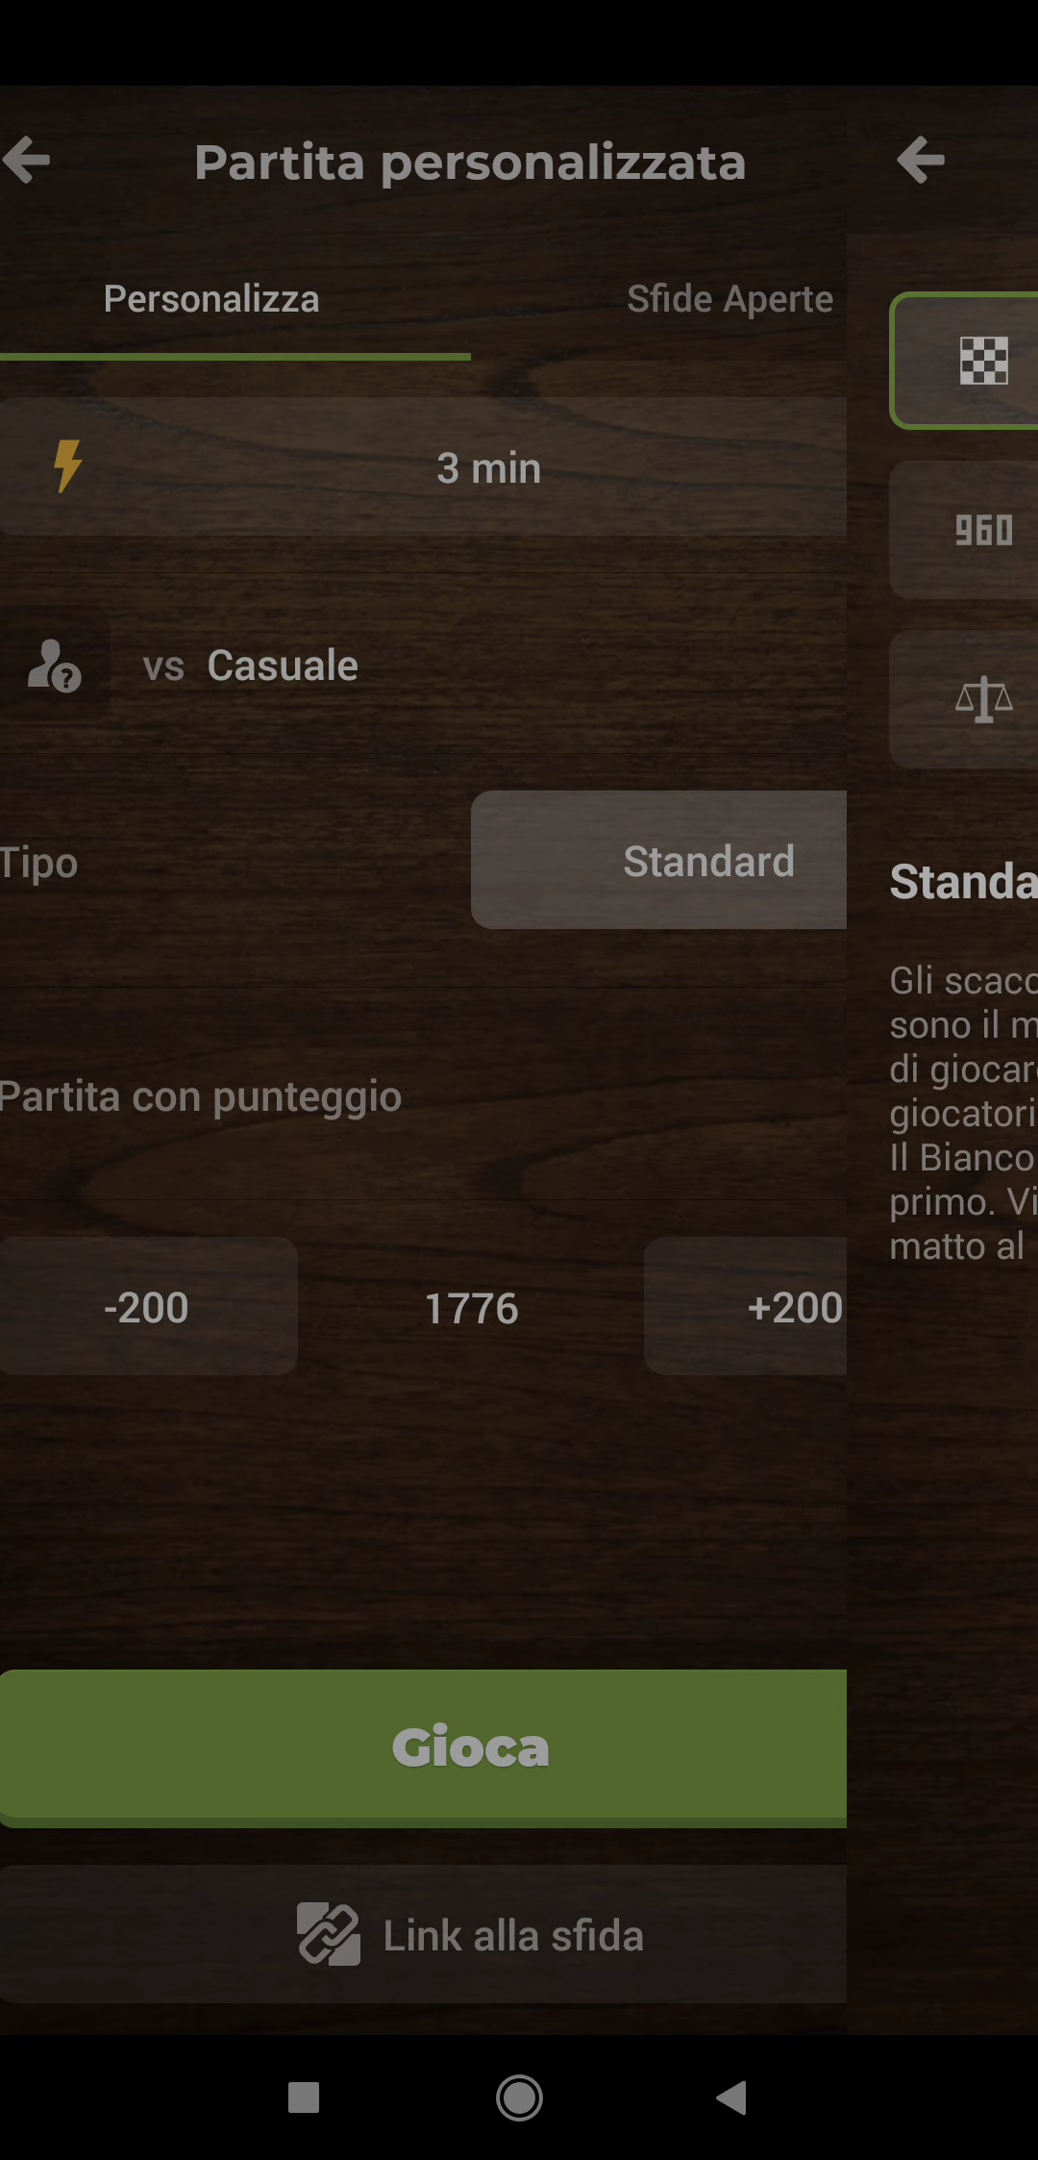 Partita personalizzata
Personalizza
Sfide Aperte
3 min
vs Casuale
Tipo
Standard
Partita con punteggio
-200
1776
+200
Gioca
Link alla sfida
960
Standa
Gli scacc
sono il m
di giocar
giocatori
Il Bianco
primo. Vi
matto al